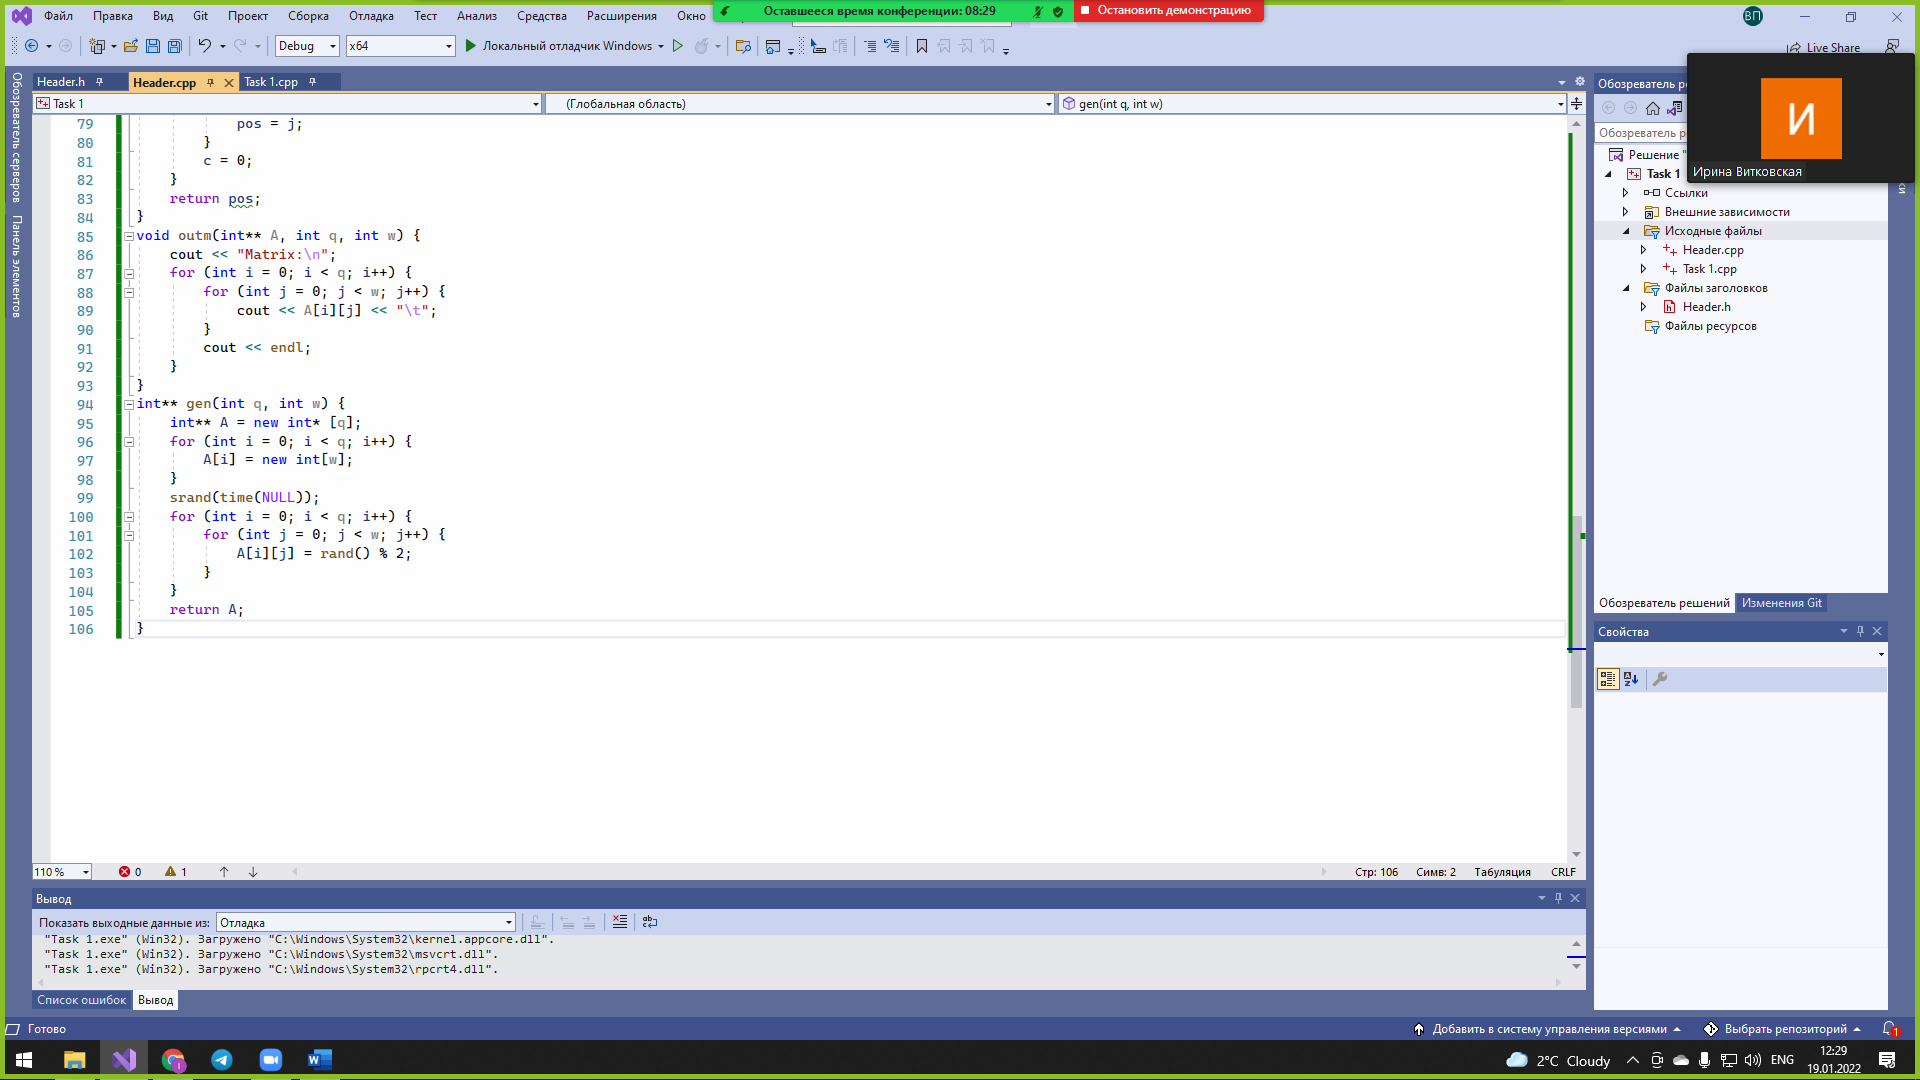 Файл Правка Вид Git Проект Сборка Отладка Тест Анализ Средства Расширения Окно
Оставшееся время конференции: 08:29 Остановить демонстрацию
ВП
Debug x64 Локальный отладчик Windows
Live Share
Header.h Header.cpp Task 1.cpp
Task 1 (Глобальная область) gen(int q, int w)
Обозреватель серверов
Панель элементов
79 pos = j;
80 }
81 c = 0;
82 }
83 return pos;
84 }
85 void outm(int** A, int q, int w) {
86 cout << "Matrix:\n";
87 for (int i = 0; i < q; i++) {
88 for (int j = 0; j < w; j++) {
89 cout << A[i][j] << "\t";
90 }
91 cout << endl;
92 }
93 }
94 int** gen(int q, int w) {
95 int** A = new int* [q];
96 for (int i = 0; i < q; i++) {
97 A[i] = new int[w];
98 }
99 srand(time(NULL));
100 for (int i = 0; i < q; i++) {
101 for (int j = 0; j < w; j++) {
102 A[i][j] = rand() % 2;
103 }
104 }
105 return A;
106 }
110 % 0 1 Стр: 106 Симв: 2 Табуляция CRLF
Вывод
Показать выходные данные из: Отладка
"Task 1.exe" (Win32). Загружено "C:\Windows\System32\kernel.appcore.dll".
"Task 1.exe" (Win32). Загружено "C:\Windows\System32\msvcrt.dll".
"Task 1.exe" (Win32). Загружено "C:\Windows\System32\rpcrt4.dll".
Список ошибок Вывод
Обозреватель
Обозреватель
И
Ирина Витковская
Решение "
Task 1
Ссылки
Внешние зависимости
Исходные файлы
Header.cpp
Task 1.cpp
Файлы заголовков
Header.h
Файлы ресурсов
Обозреватель решений Изменения Git
Свойства
Готово
Добавить в систему управления версиями Выбрать репозиторий 1
2°C Cloudy ENG 12:29
19.01.2022